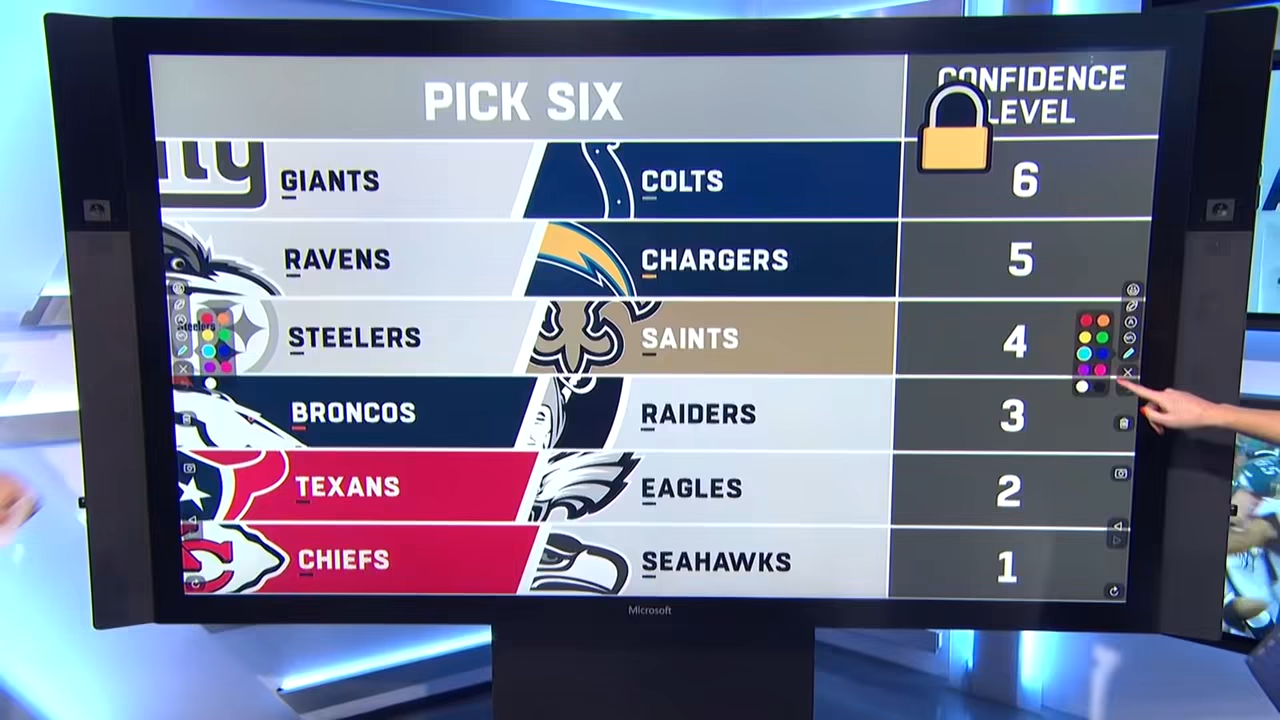 PICK SIX
CONFIDENCE
LEVEL
GIANTS COLTS 6
RAVENS CHARGERS 5
Steelers
STEELERS SAINTS 4
BRONCOS RAIDERS 3
TEXANS EAGLES 2
CHIEFS SEAHAWKS 1
Microsoft